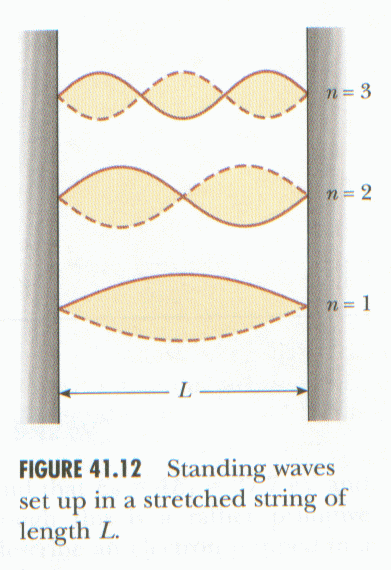 n = 3
n = 2
n = 1
L
FIGURE 41.12 Standing waves
set up in a stretched string of
length L.